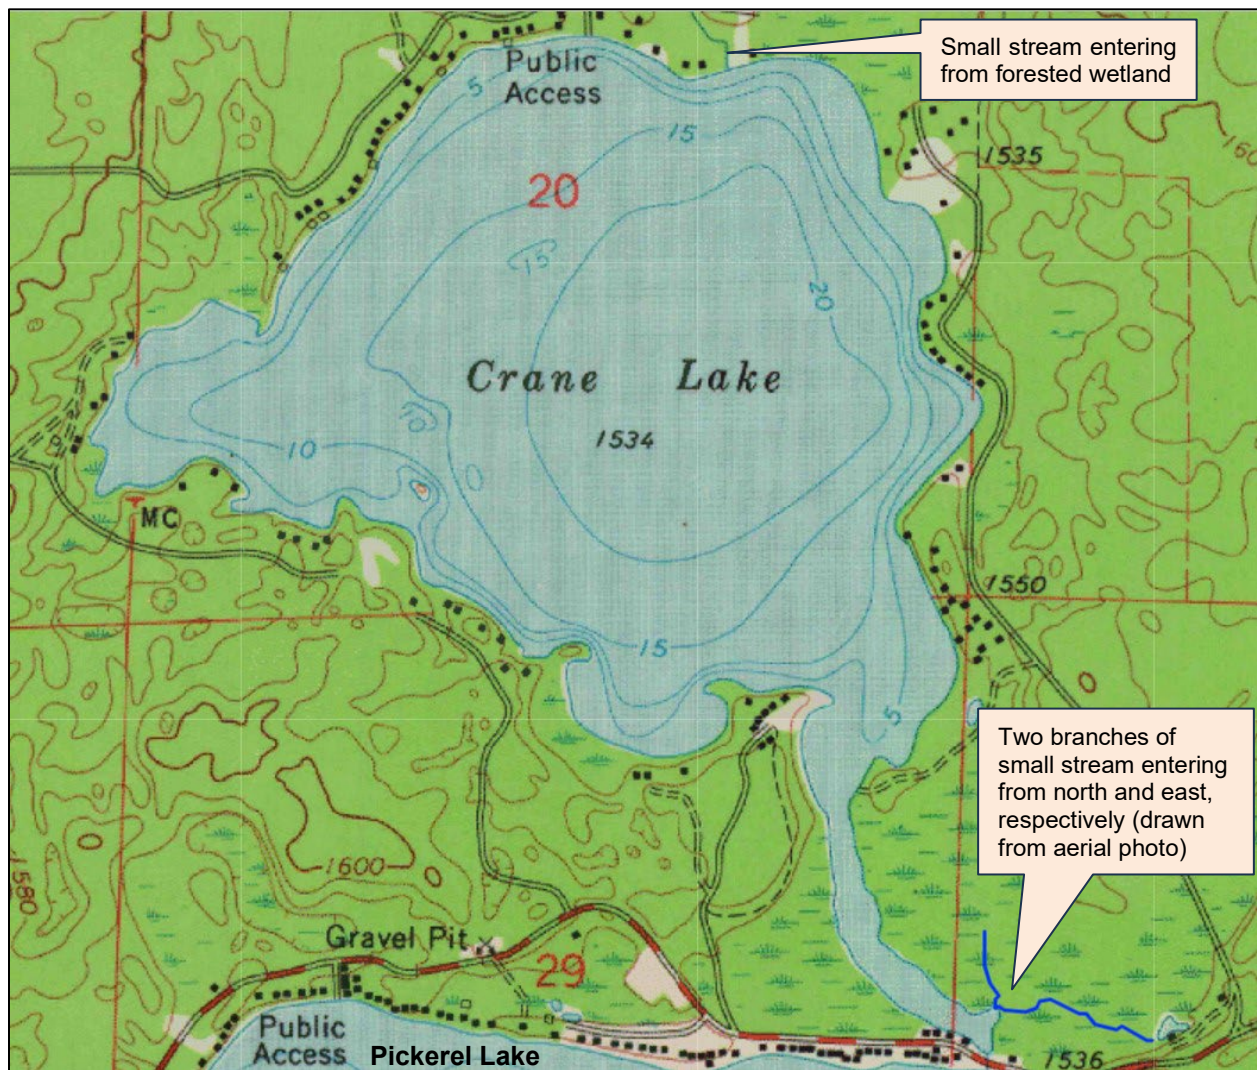 Small stream entering
from forested wetland
Public
Access
5
15
1535
20
15
20
Crane Lake
1534
10
10
MC
1550
15
5
Two branches of
small stream entering
from north and east,
respectively (drawn
from aerial photo)
1600
1580
Gravel Pit
29
Public
Access
Pickerel Lake
1536